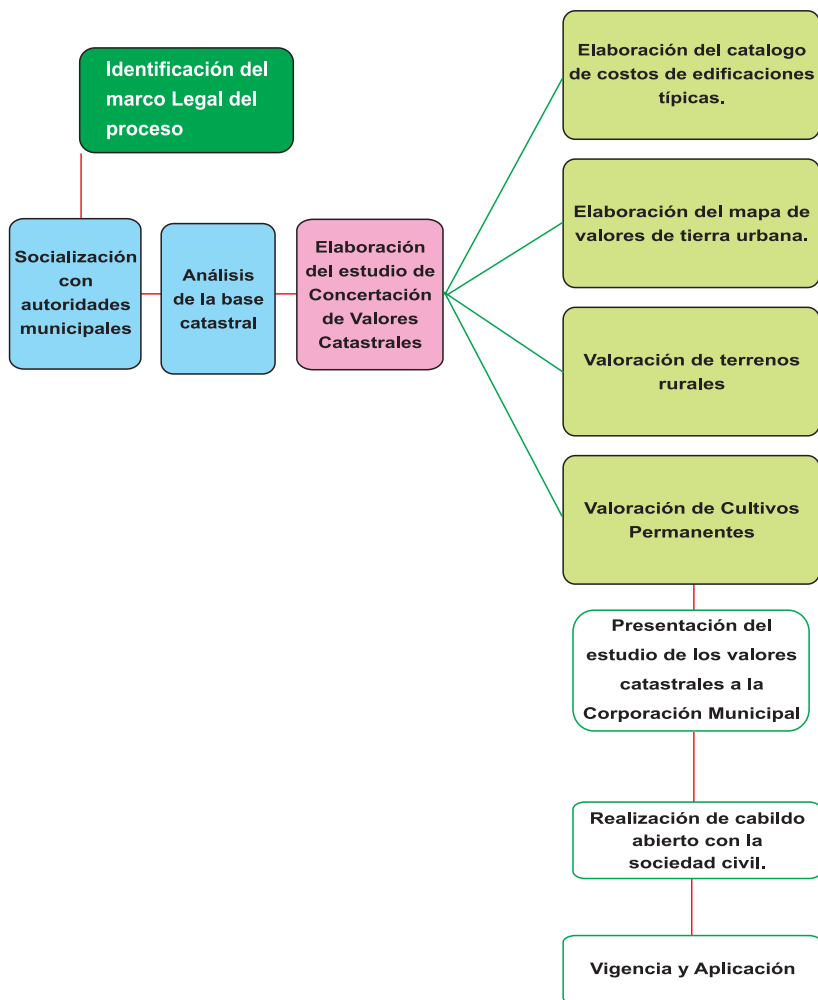 Identificación del
marco Legal del
proceso
Socialización
con
autoridades
municipales
Análisis
de la base
catastral
Elaboración
del estudio de
Concertación
de Valores
Catastrales
Elaboración del catalogo
de costos de edificaciones
típicas.
Elaboración del mapa de
valores de tierra urbana.
Valoración de terrenos
rurales
Valoración de Cultivos
Permanentes
Presentación del
estudio de los valores
catastrales a la
Corporación Municipal
Realización de cabildo
abierto con la
sociedad civil.
Vigencia y Aplicación